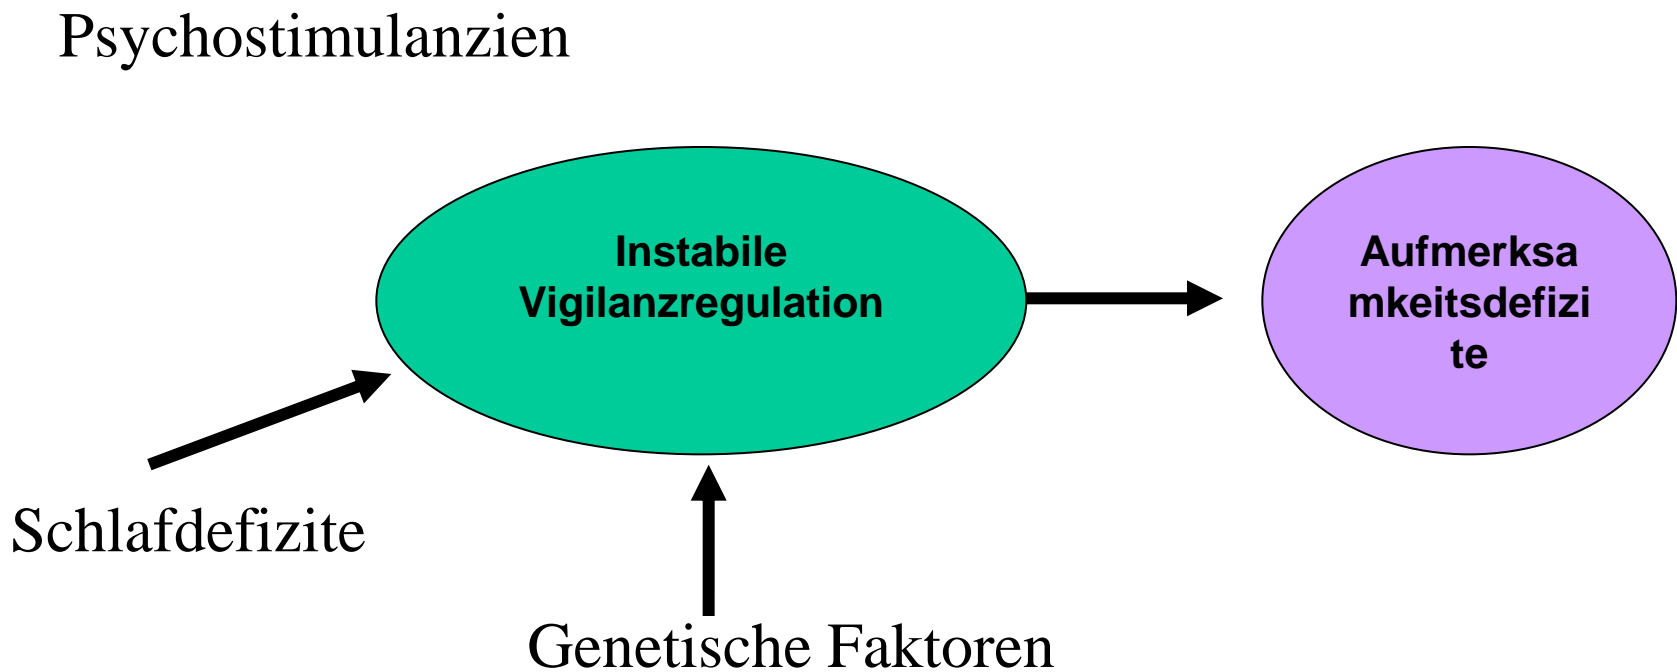 Psychostimulanzien
Instabile
Vigilanzregulation
Aufmerksa
mkeitsdefizi
te
Schlafdefizite
Genetische Faktoren